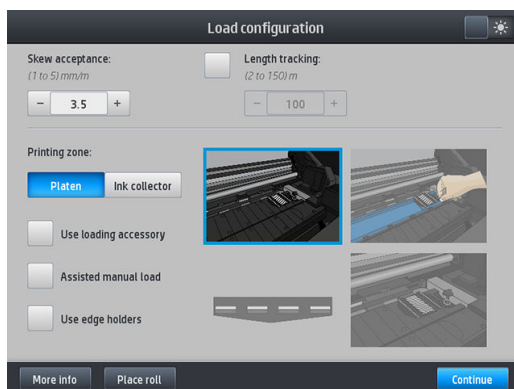 Load configuration
Skew acceptance:
(1 to 5) mm/m
− 3.5 +
Length tracking:
(2 to 150) m
− 100 +
Printing zone:
Platen
Ink collector
Use loading accessory
Assisted manual load
Use edge holders
More info
Place roll
Continue